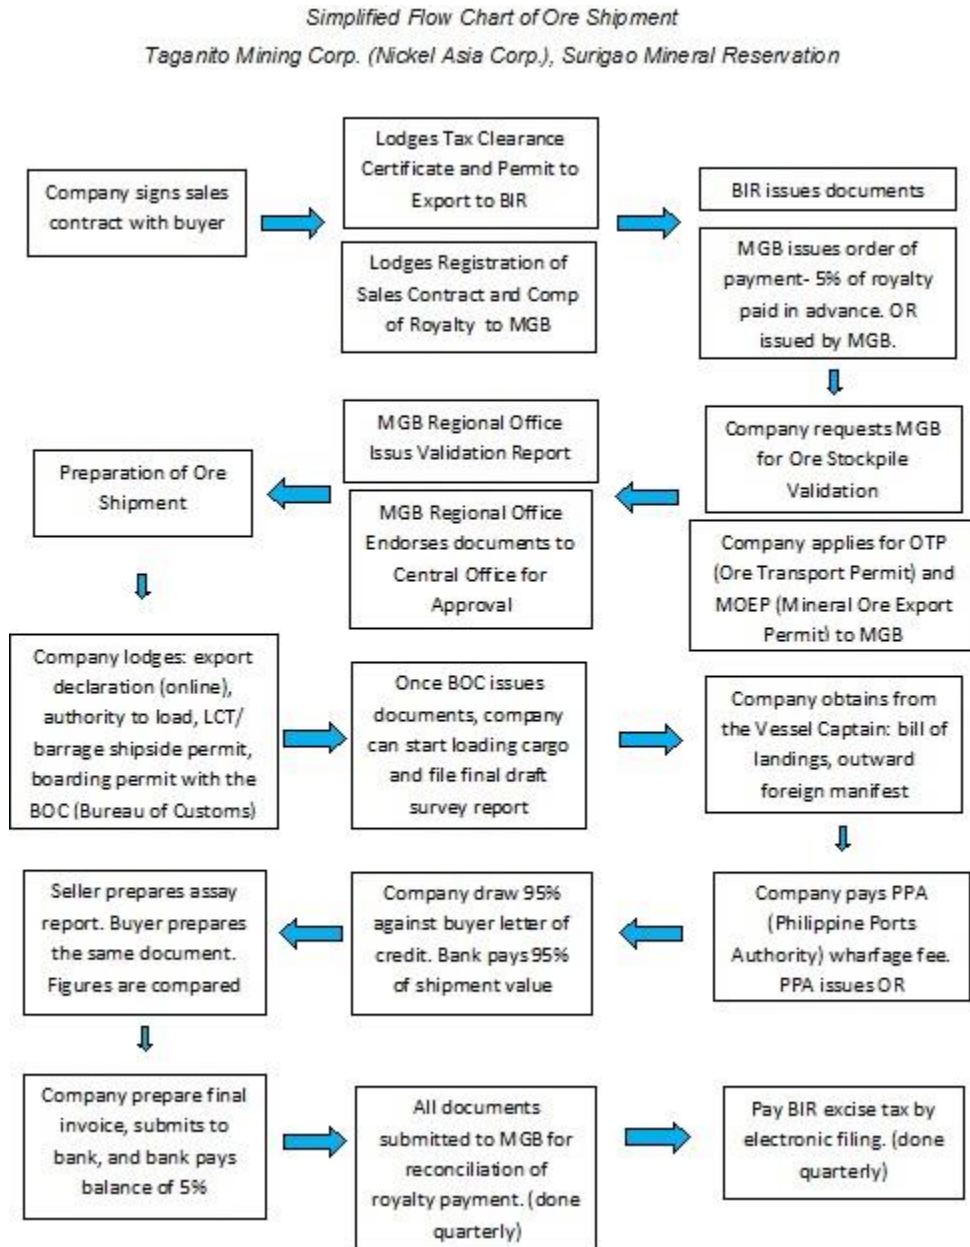 Simplified Flow Chart of Ore Shipment
Taganito Mining Corp. (Nickel Asia Corp.), Surigao Mineral Reservation
Company signs sales
contract with buyer
Lodges Tax Clearance
Certificate and Permit to
Export to BIR
Lodges Registration of
Sales Contract and Comp
of Royalty to MGB
BIR issues documents
MGB issues order of
payment- 5% of royalty
paid in advance. OR
issued by MGB.
Company requests MGB
for Ore Stockpile
Validation
Company applies for OTP
(Ore Transport Permit) and
MOEP (Mineral Ore Export
Permit) to MGB
MGB Regional Office
Issus Validation Report
MGB Regional Office
Endorses documents to
Central Office for
Approval
Preparation of Ore
Shipment
Company lodges: export
declaration (online),
authority to load, LCT/
barrage shipside permit,
boarding permit with the
BOC (Bureau of Customs)
Once BOC issues
documents, company
can start loading cargo
and file final draft
survey report
Company obtains from
the Vessel Captain: bill of
landings, outward
foreign manifest
Company pays PPA
(Philippine Ports
Authority) wharfage fee.
PPA issues OR
Company draw 95%
against buyer letter of
credit. Bank pays 95%
of shipment value
Seller prepares assay
report. Buyer prepares
the same document.
Figures are compared
Company prepare final
invoice, submits to
bank, and bank pays
balance of 5%
All documents
submitted to MGB for
reconciliation of
royalty payment. (done
quarterly)
Pay BIR excise tax by
electronic filing. (done
quarterly)